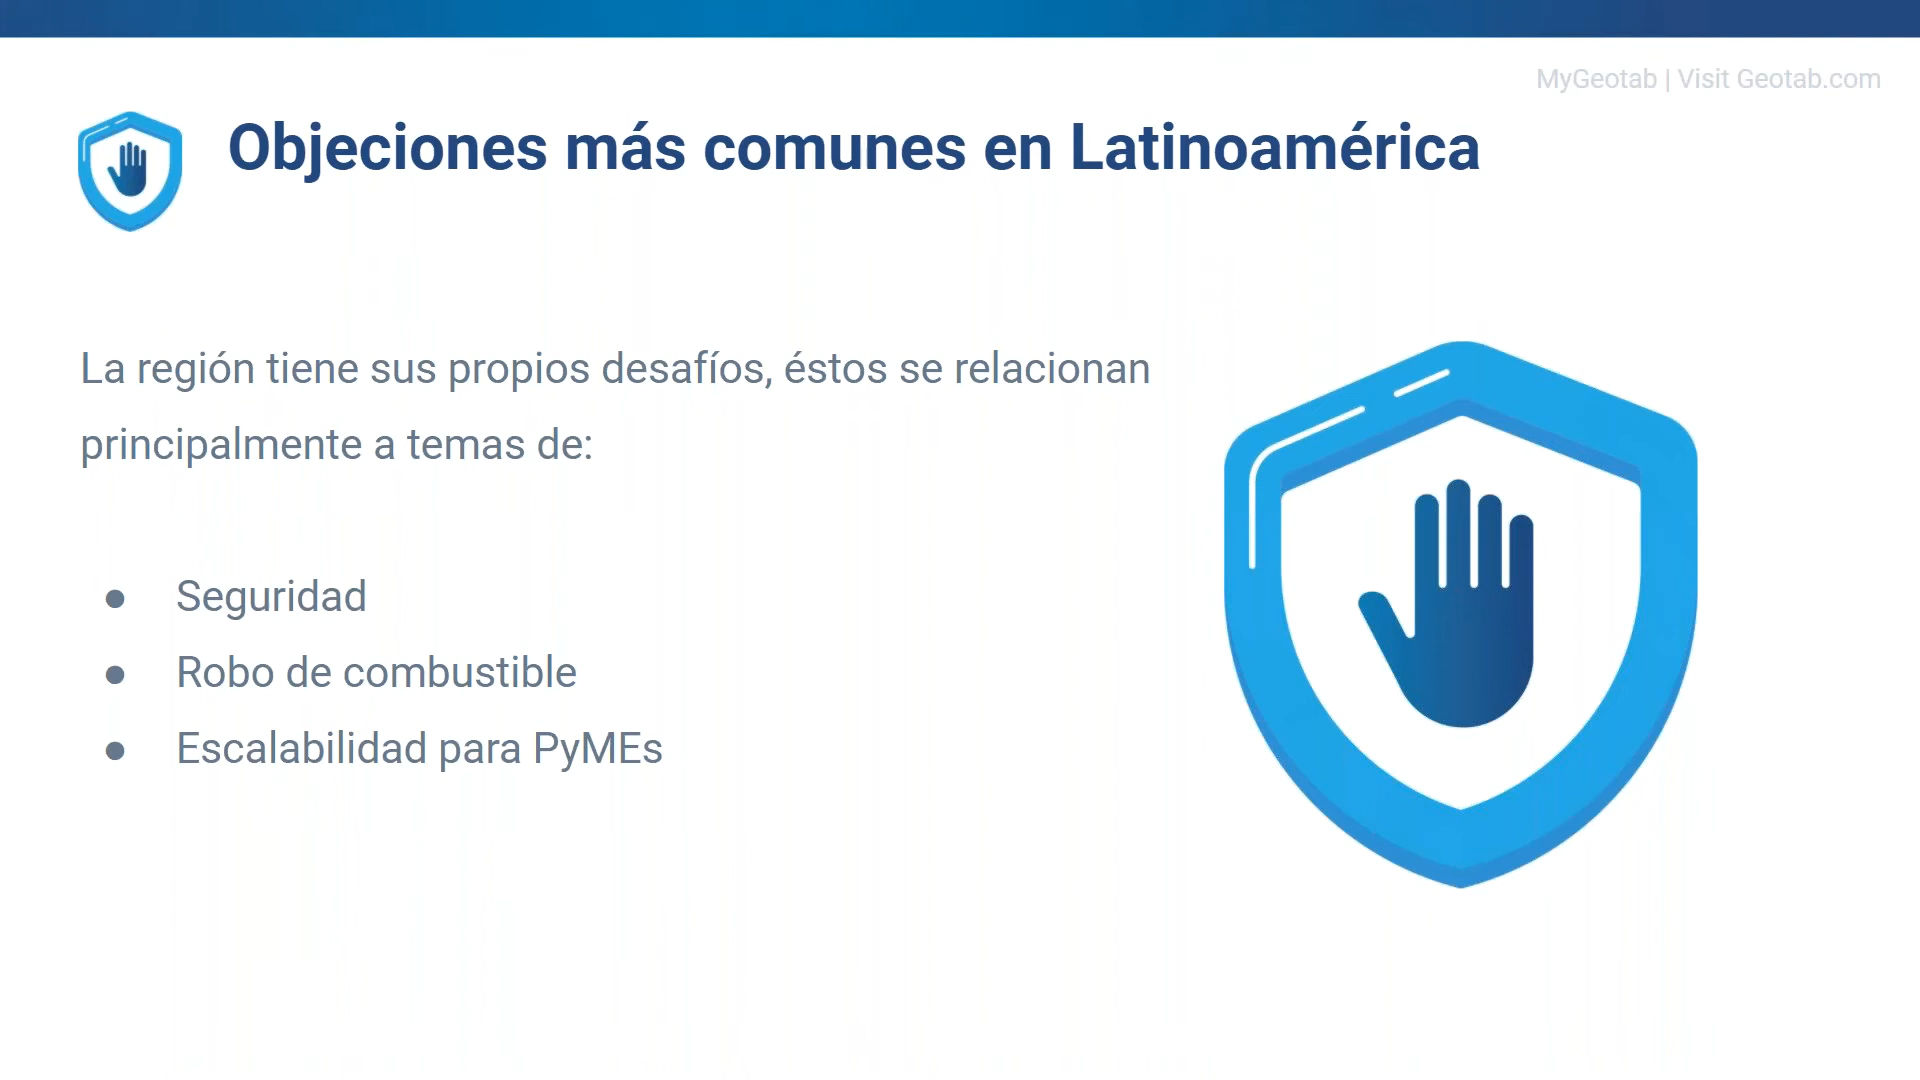 MyGeotab | Visit Geotab.com
Objeciones más comunes en Latinoamérica
La región tiene sus propios desafíos, éstos se relacionan
principalmente a temas de:
● Seguridad
● Robo de combustible
● Escalabilidad para PyMEs